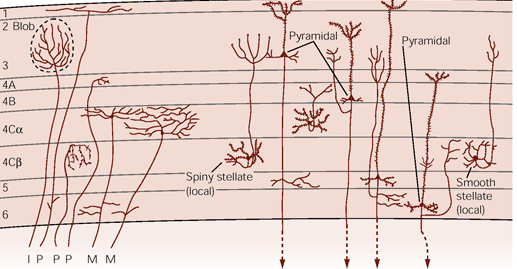 1
2 Blob
3
Pyramidal
Pyramidal
4A
4B
4Cα
4Cβ
Spiny stellate
(local)
Smooth
stellate
(local)
5
6
I P P P M M